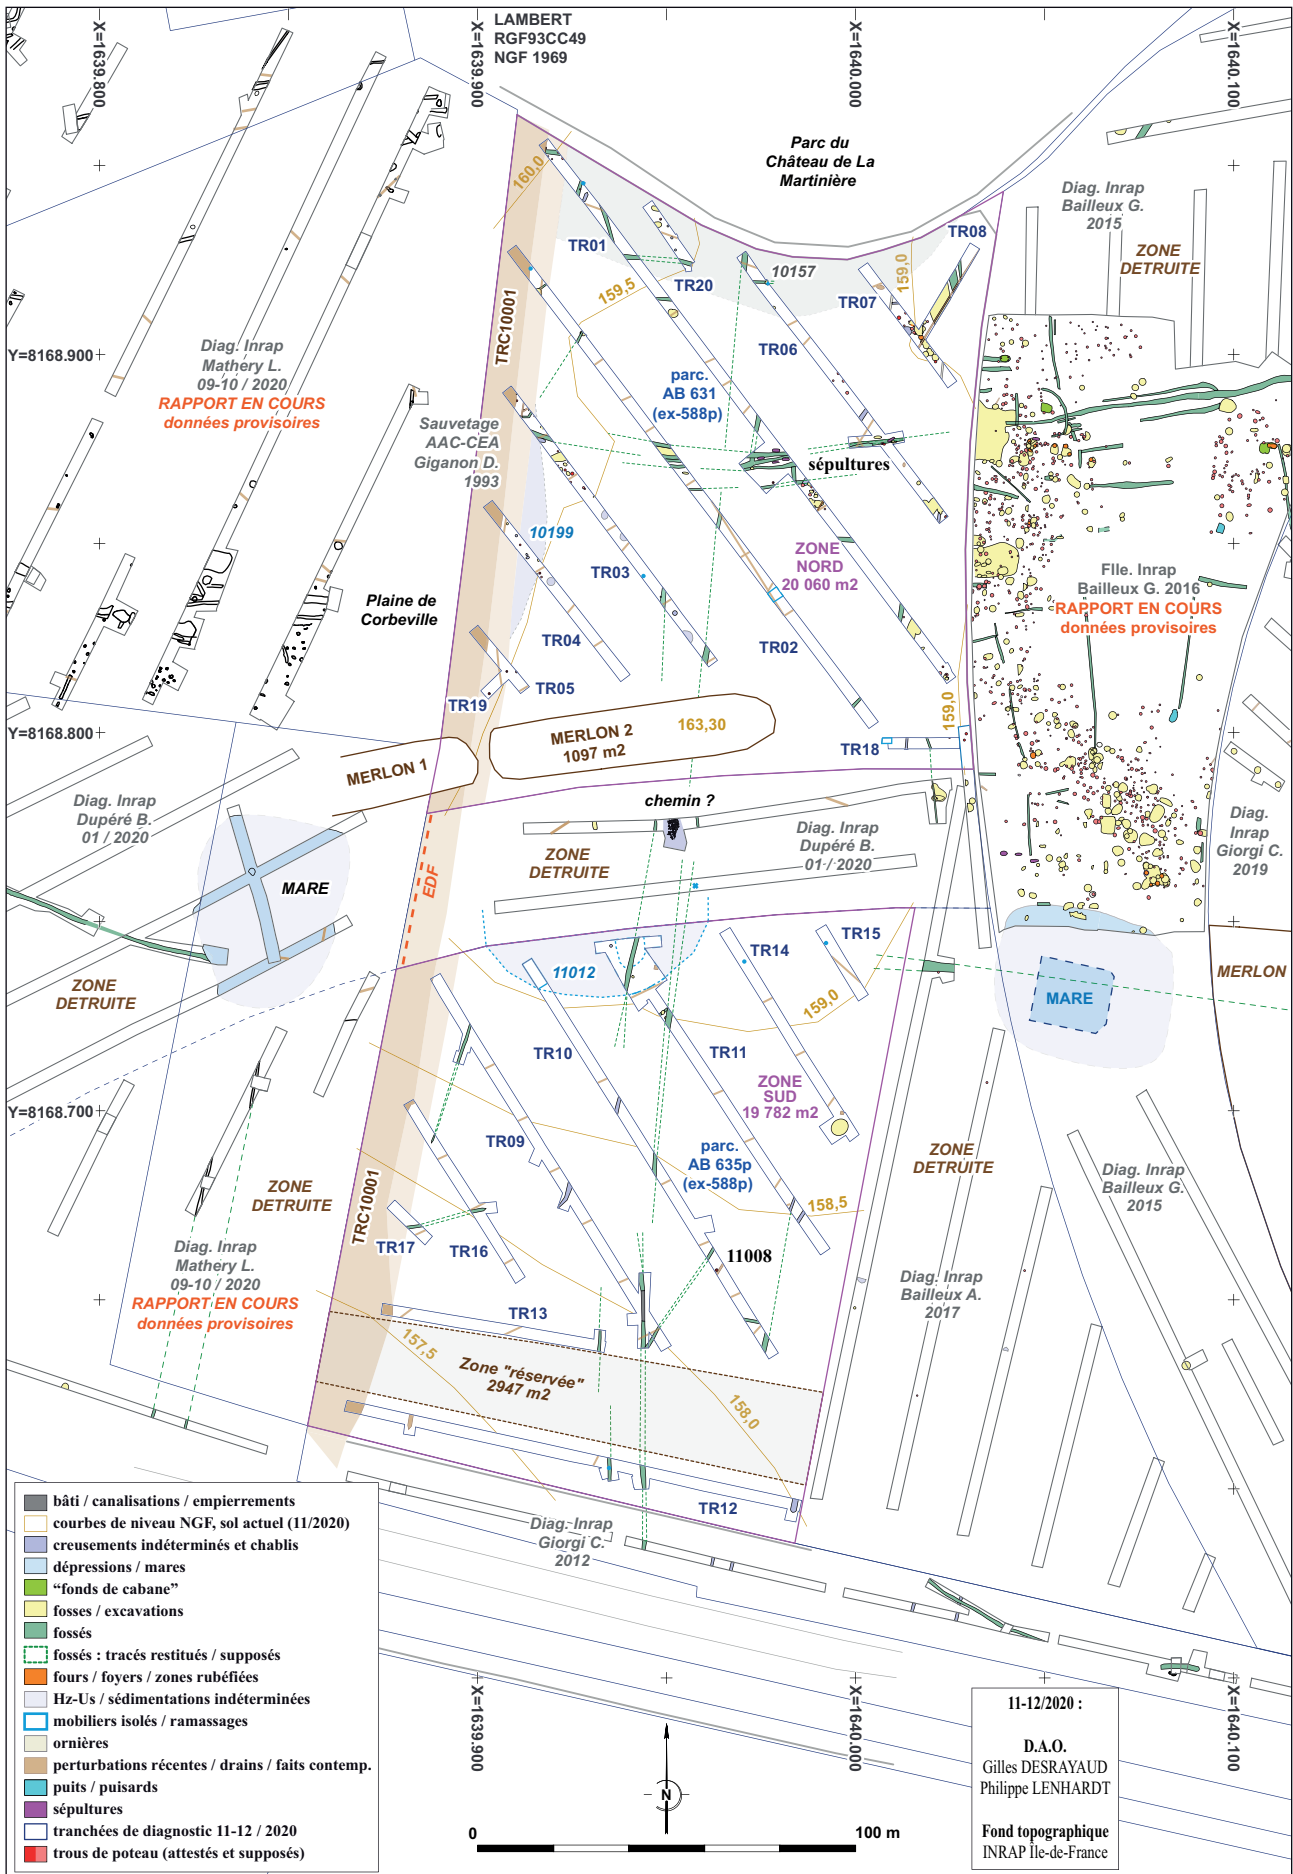 X=1639.800
X=1639.900
LAMBERT
RGF93CC49
NGF 1969
X=1640.000
X=1640.100
Parc du
Château de La
Martinière
160,0
TR01
TR20
10157
TR08
159,0
TR07
159,5
TR06
TRC10001
Diag. Inrap
Bailleux G.
2015
ZONE
DETRUITE
Y=8168.900
Diag. Inrap
Mathery L.
09-10 / 2020
RAPPORT EN COURS
données provisoires
parc.
AB 631
(ex-588p)
Sauvetage
AAC-CEA
Giganon D.
1993
sépultures
10199
TR03
ZONE
NORD
20 060 m2
Flle. Inrap
Bailleux G. 2016
RAPPORT EN COURS
données provisoires
Plaine de
Corbeville
TR04
TR02
TR05
TR19
159,0
Y=8168.800
MERLON 2
1097 m2
163,30
TR18
MERLON 1
Diag. Inrap
Dupéré B.
01 / 2020
chemin ?
Diag. Inrap
Dupéré B.
01 / 2020
ZONE
DETRUITE
Diag.
Inrap
Giorgi C.
2019
MARE
EDF
TR14
TR15
11012
ZONE
DETRUITE
159,0
MARE
MERLON
TR10
TR11
ZONE
SUD
19 782 m2
Y=8168.700
TR09
parc.
AB 635p
(ex-588p)
ZONE
DETRUITE
Diag. Inrap
Bailleux G.
2015
ZONE
DETRUITE
TRC10001
158,5
TR17
TR16
11008
Diag. Inrap
Mathery L.
09-10 / 2020
RAPPORT EN COURS
données provisoires
Diag. Inrap
Bailleux A.
2017
TR13
157,5
Zone "réservée"
2947 m2
158,0
TR12
Diag. Inrap
Giorgi C.
2012
bâti / canalisations / empierrements
courbes de niveau NGF, sol actuel (11/2020)
creusements indéterminés et chablis
dépressions / mares
“fonds de cabane”
fosses / excavations
fossés
fossés : tracés restitués / supposés
fours / foyers / zones rubéfiées
Hz-Us / sédimentations indéterminées
mobiliers isolés / ramassages
ornières
perturbations récentes / drains / faits contemp.
puits / puisards
sépultures
tranchées de diagnostic 11-12 / 2020
trous de poteau (attestés et supposés)
X=1639.900
X=1640.000
X=1640.100
N
0
100 m
11-12/2020 :
D.A.O.
Gilles DESRAYAUD
Philippe LENHARDT
Fond topographique
INRAP Île-de-France